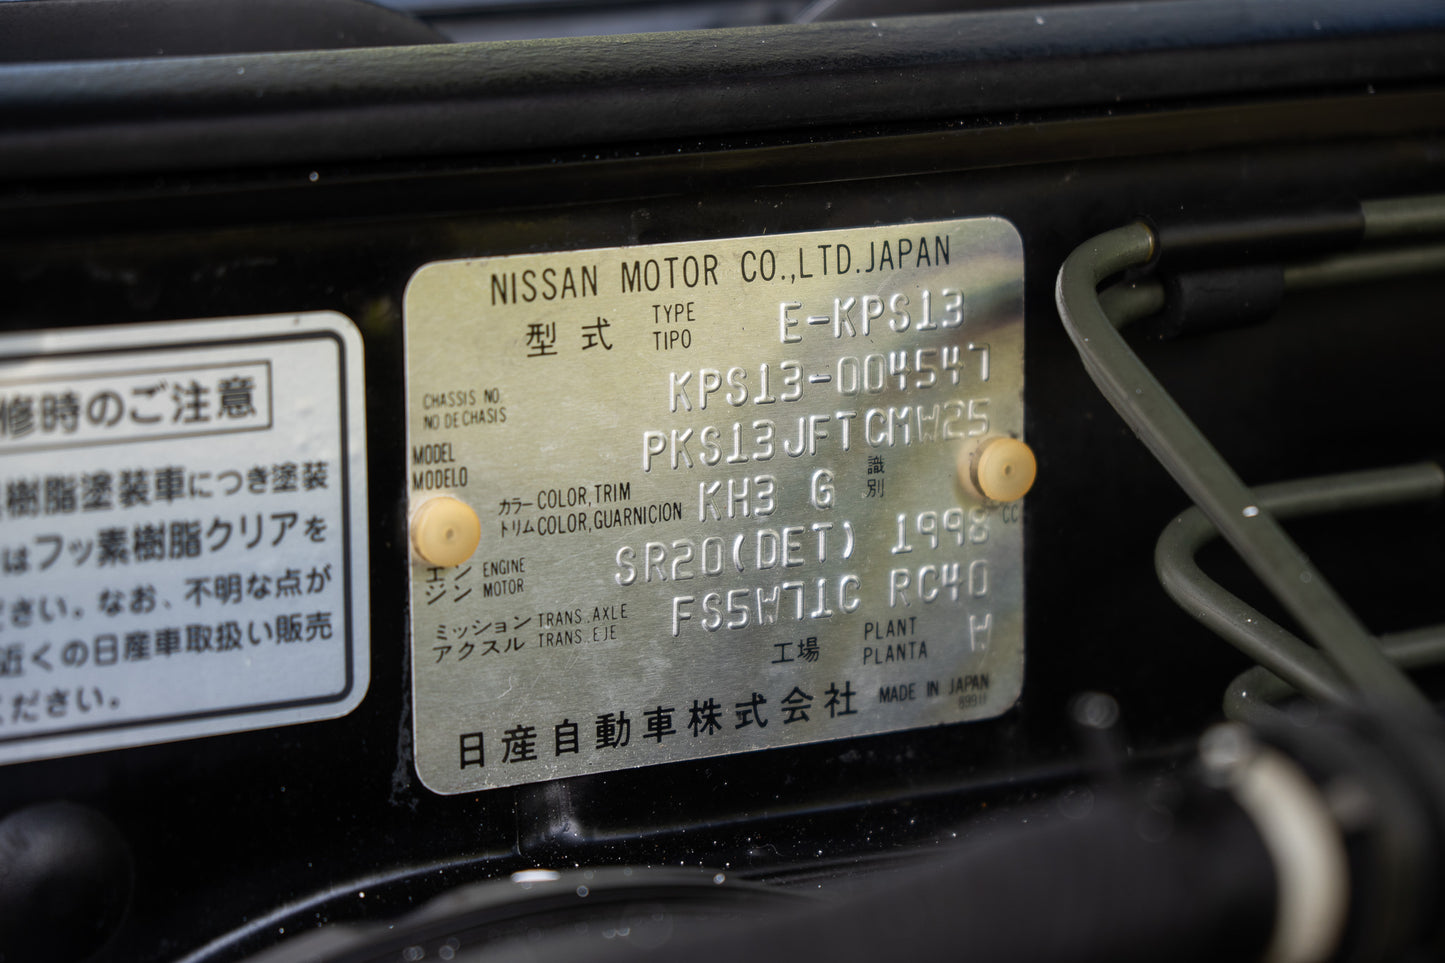 修時のご注意
樹脂塗装車につき塗装
はフッ素樹脂クリアを
ださい。なお、不明な点が
近くの日産車取扱い販売
ください。
NISSAN MOTOR CO.,LTD.JAPAN
型式 TYPE TIPO E-KPS13
CHASSIS NO. NO DE CHASIS KPS13-004547
MODEL MODELO PKS13JFTCMW25
カラー COLOR,TRIM トリム COLOR,GUARNICION KH3 G 識別
エンジン ENGINE MOTOR SR20(DET) 1998 CC
ミッション TRANS.AXLE アクスル TRANS.EJE FS5W71C RC40
工場 PLANT PLANTA W
日産自動車株式会社 MADE IN JAPAN